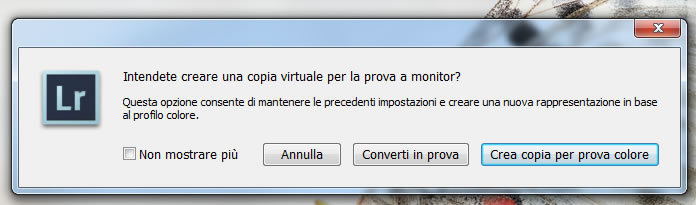 Intendete creare una copia virtuale per la prova a monitor?
Lr
Questa opzione consente di mantenere le precedenti impostazioni e creare una nuova rappresentazione in base
al profilo colore.
Non mostrare più Annulla Converti in prova Crea copia per prova colore